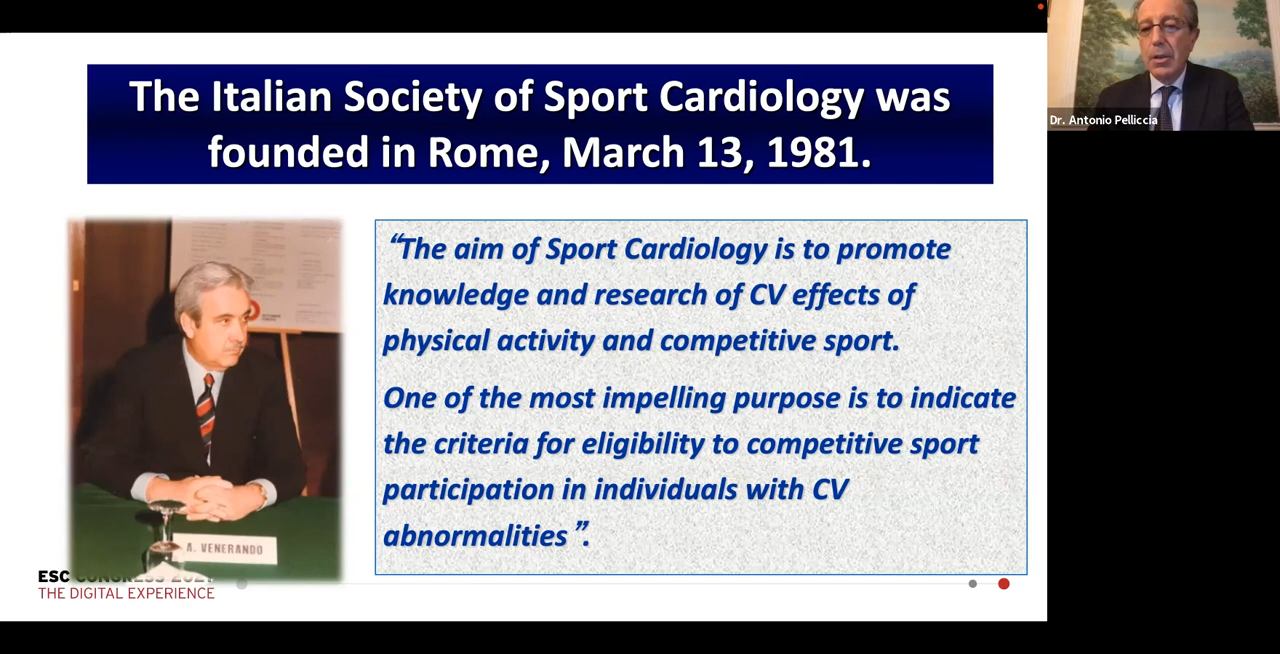 The Italian Society of Sport Cardiology was
founded in Rome, March 13, 1981.
Dr. Antonio Pelliccia
“The aim of Sport Cardiology is to promote
knowledge and research of CV effects of
physical activity and competitive sport.
One of the most impelling purpose is to indicate
the criteria for eligibility to competitive sport
participation in individuals with CV
abnormalities”.
A. VENERANDO
ESC CONGRESS 2021
THE DIGITAL EXPERIENCE